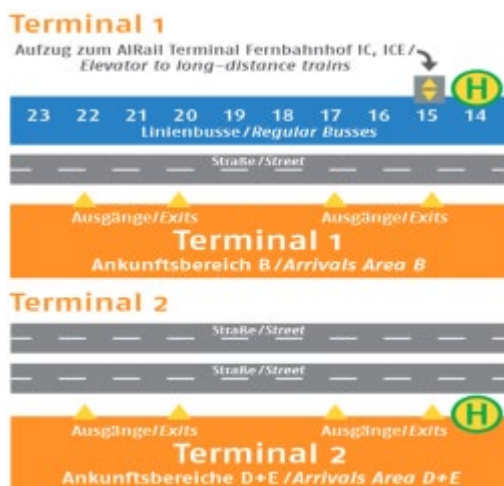 Terminal 1
Aufzug zum AIRail Terminal Fernbahnhof IC, ICE/
Elevator to long-distance trains
H
23 22 21 20 19 18 17 16 15 14
Linienbusse/Regular Busses
Straße/Street
Ausgänge/Exits Ausgänge/Exits
Terminal 1
Ankunftsbereich B/Arrivals Area B
Terminal 2
Straße/Street
Straße/Street
H
Ausgänge/Exits Ausgänge/Exits
Terminal 2
Ankunftsbereiche D+E/Arrivals Area D+E